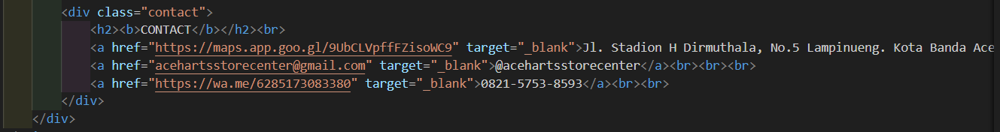 <div class="contact">
<h2><b>CONTACT</b></h2><br>
<a href="https://maps.app.goo.gl/9UbCLVpffFZisoWC9" target="_blank">Jl. Stadion H Dirmuthala, No.5 Lampinueng. Kota Banda Ace
<a href="acehartsstorecenter@gmail.com" target="_blank">@acehartsstorecenter</a><br><br><br>
<a href="https://wa.me/6285173083380" target="_blank">0821-5753-8593</a><br><br>
</div>
</div>